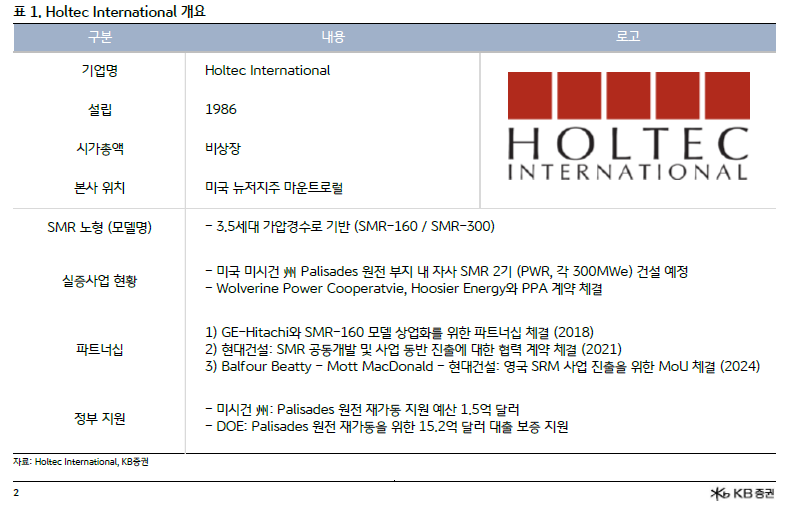 표 1. Holtec International 개요
구분 내용 로고
기업명 Holtec International
설립 1986
시가총액 비상장
본사 위치 미국 뉴저지주 마운트로럴
HOLTEC
INTERNATIONAL
SMR 노형 (모델명) - 3.5세대 가압경수로 기반 (SMR-160 / SMR-300)
실증사업 현황
- 미국 미시건 州 Palisades 원전 부지 내 자사 SMR 2기 (PWR, 각 300MWe) 건설 예정
- Wolverine Power Cooperatvie, Hoosier Energy와 PPA 계약 체결
파트너십
1) GE-Hitachi와 SMR-160 모델 상업화를 위한 파트너십 체결 (2018)
2) 현대건설: SMR 공동개발 및 사업 동반 진출에 대한 협력 계약 체결 (2021)
3) Balfour Beatty - Mott MacDonald - 현대건설: 영국 SRM 사업 진출을 위한 MoU 체결 (2024)
정부 지원
- 미시건 州: Palisades 원전 재가동 지원 예산 1.5억 달러
- DOE: Palisades 원전 재가동을 위한 15.2억 달러 대출 보증 지원
자료: Holtec International, KB증권
2 KB증권